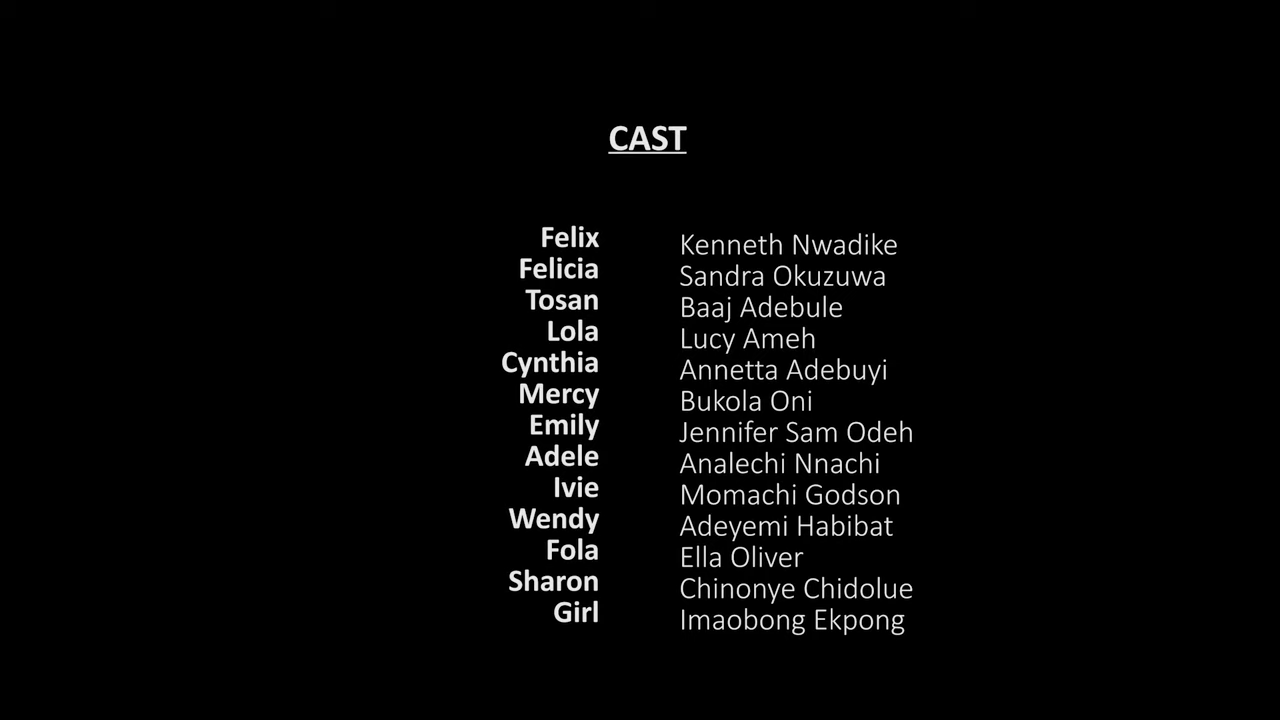 CAST
Felix Kenneth Nwadike
Felicia Sandra Okuzuwa
Tosan Baaj Adebule
Lola Lucy Ameh
Cynthia Annetta Adebuyi
Mercy Bukola Oni
Emily Jennifer Sam Odeh
Adele Analechi Nnachi
Ivie Momachi Godson
Wendy Adeyemi Habibat
Fola Ella Oliver
Sharon Chinonye Chidolue
Girl Imaobong Ekpong